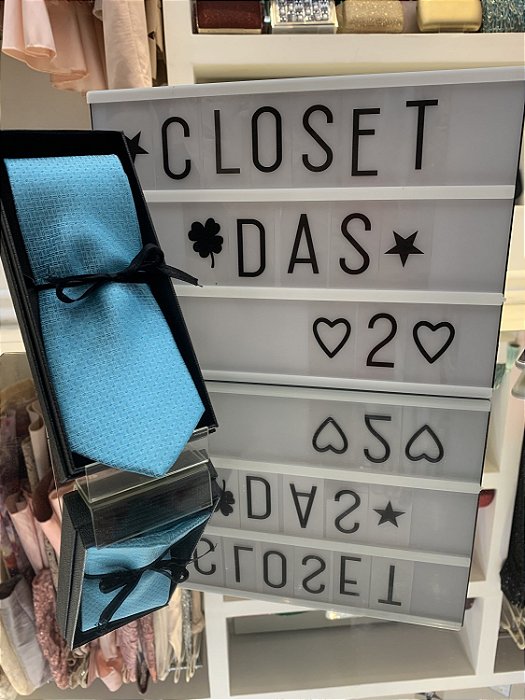 ★ CLOSET
☘ DAS ★
♡ 2 ♡